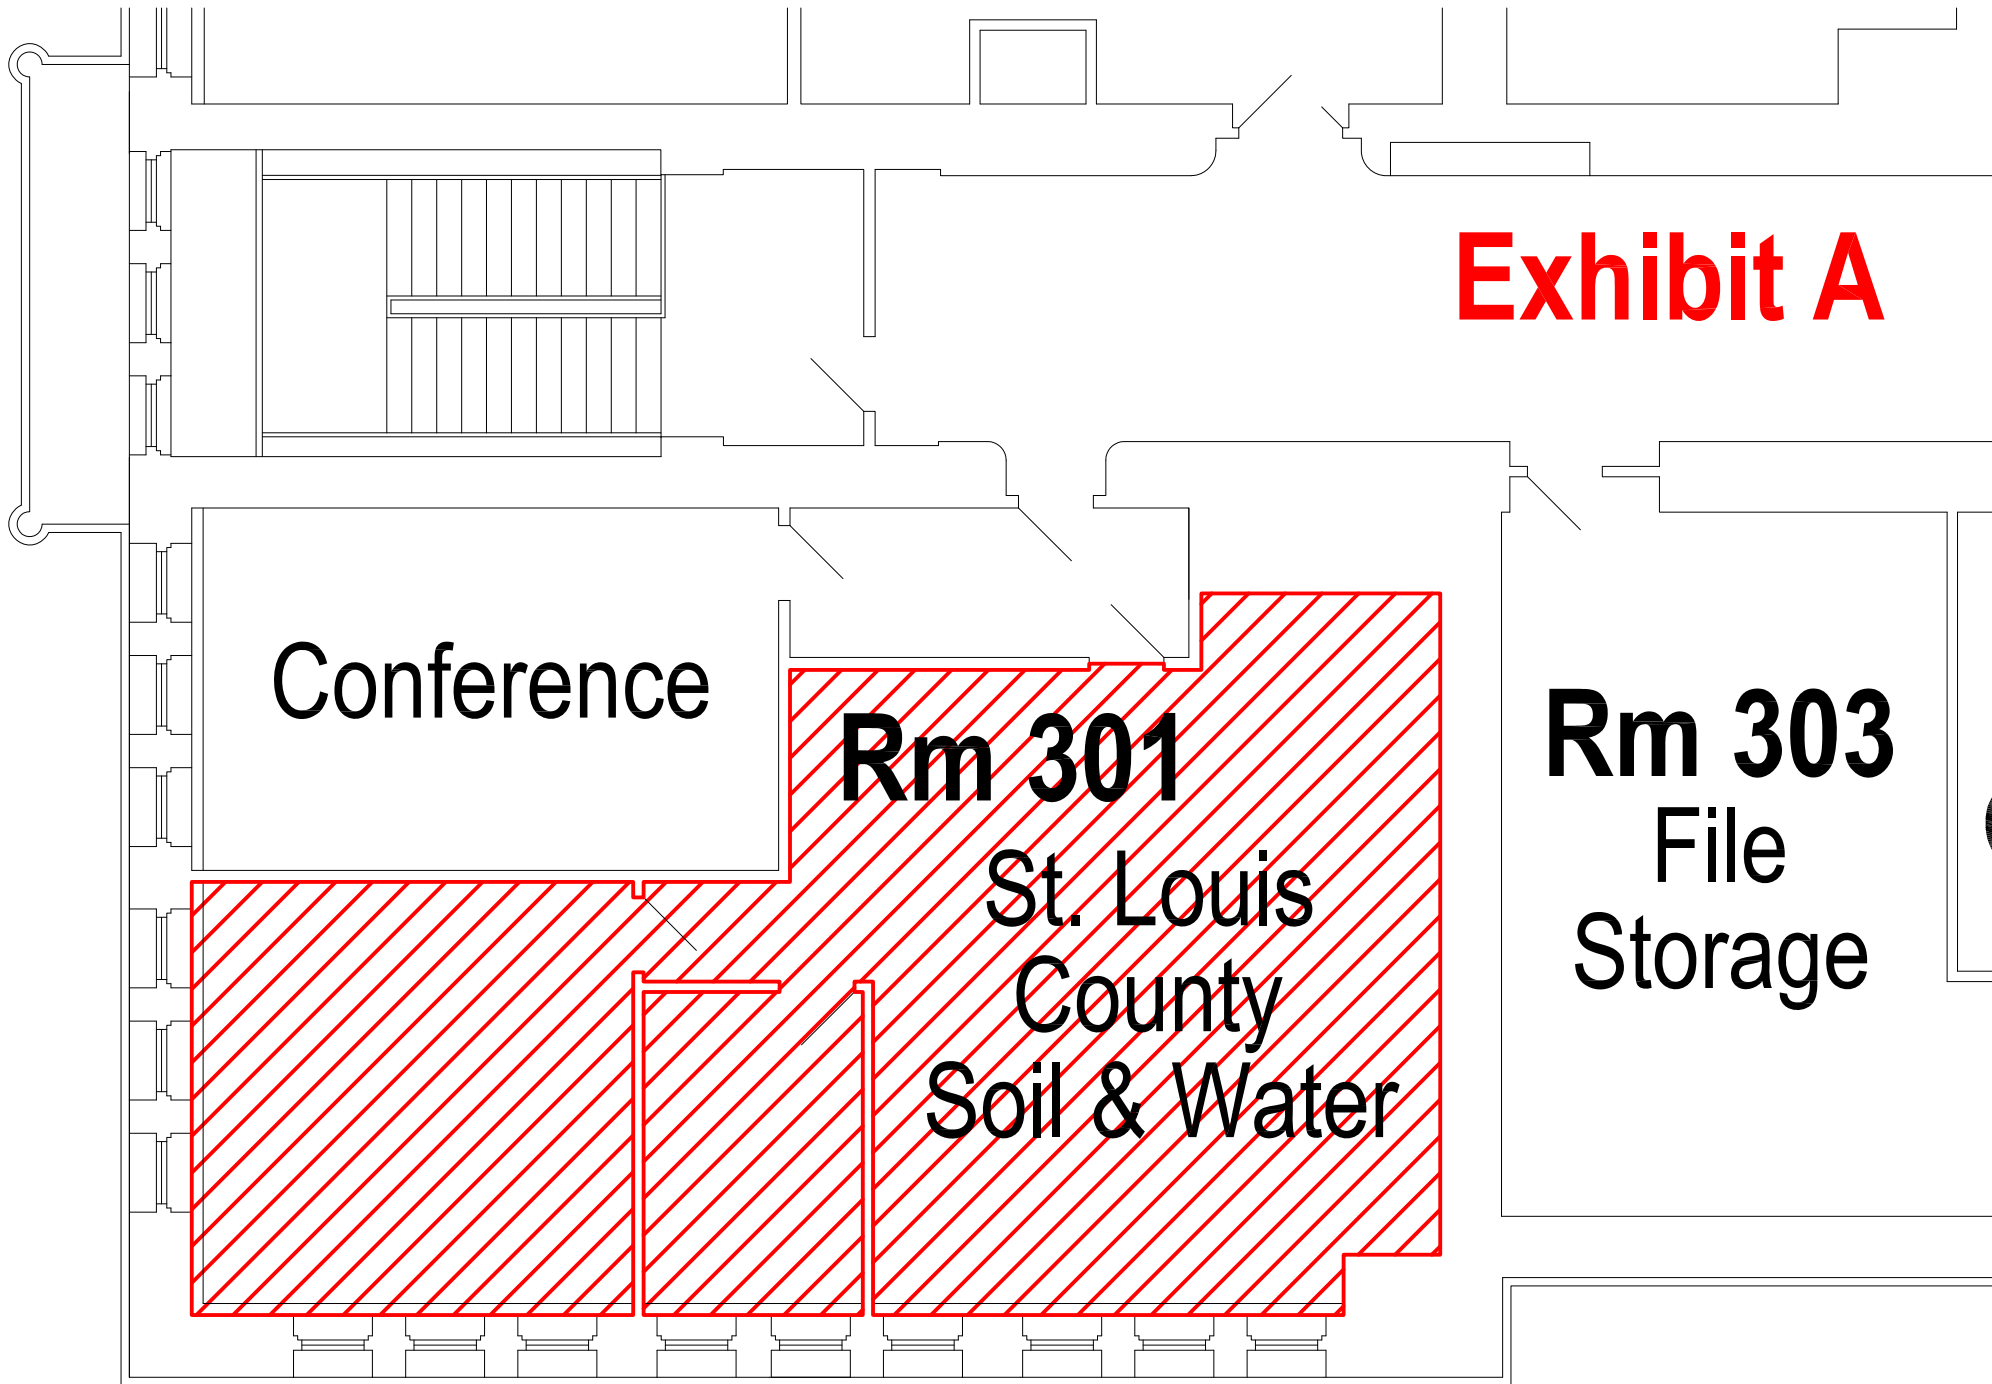 Exhibit A
Conference
Rm 301
St. Louis
County
Soil & Water
Rm 303
File
Storage